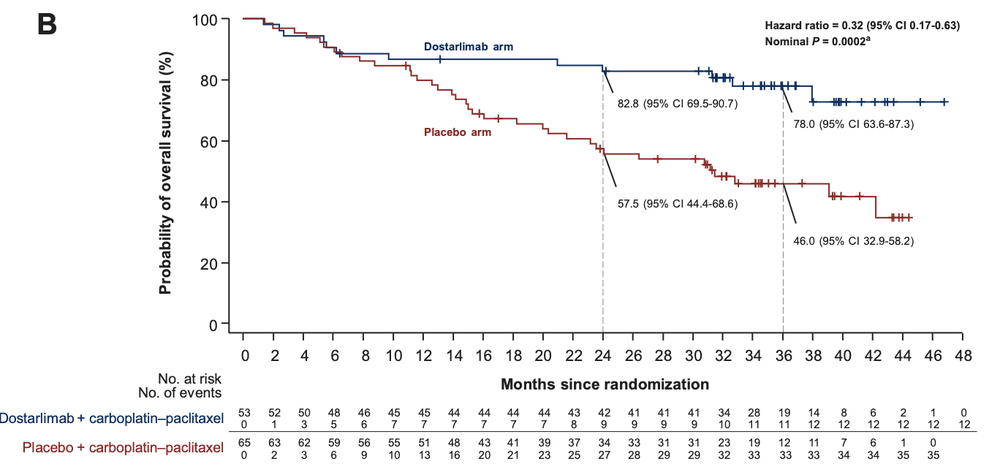 B
Hazard ratio = 0.32 (95% CI 0.17-0.63)
Nominal P = 0.0002a
Probability of overall survival (%)
100
80
60
40
20
0
Dostarlimab arm
Placebo arm
82.8 (95% CI 69.5-90.7)
78.0 (95% CI 63.6-87.3)
57.5 (95% CI 44.4-68.6)
46.0 (95% CI 32.9-58.2)
0 2 4 6 8 10 12 14 16 18 20 22 24 26 28 30 32 34 36 38 40 42 44 46 48
Months since randomization
No. at risk
No. of events
Dostarlimab + carboplatin–paclitaxel
53 52 50 48 46 45 45 44 44 44 44 43 42 41 41 41 34 28 19 14 8 6 2 1 0
0 1 3 5 6 7 7 7 7 7 7 8 9 9 9 9 10 11 11 12 12 12 12 12 12
Placebo + carboplatin–paclitaxel
65 63 62 59 56 55 51 48 43 41 39 37 34 33 31 31 23 19 12 11 7 6 1 0
0 2 3 6 9 10 13 16 20 21 23 25 27 28 29 29 32 33 33 33 34 34 35 35